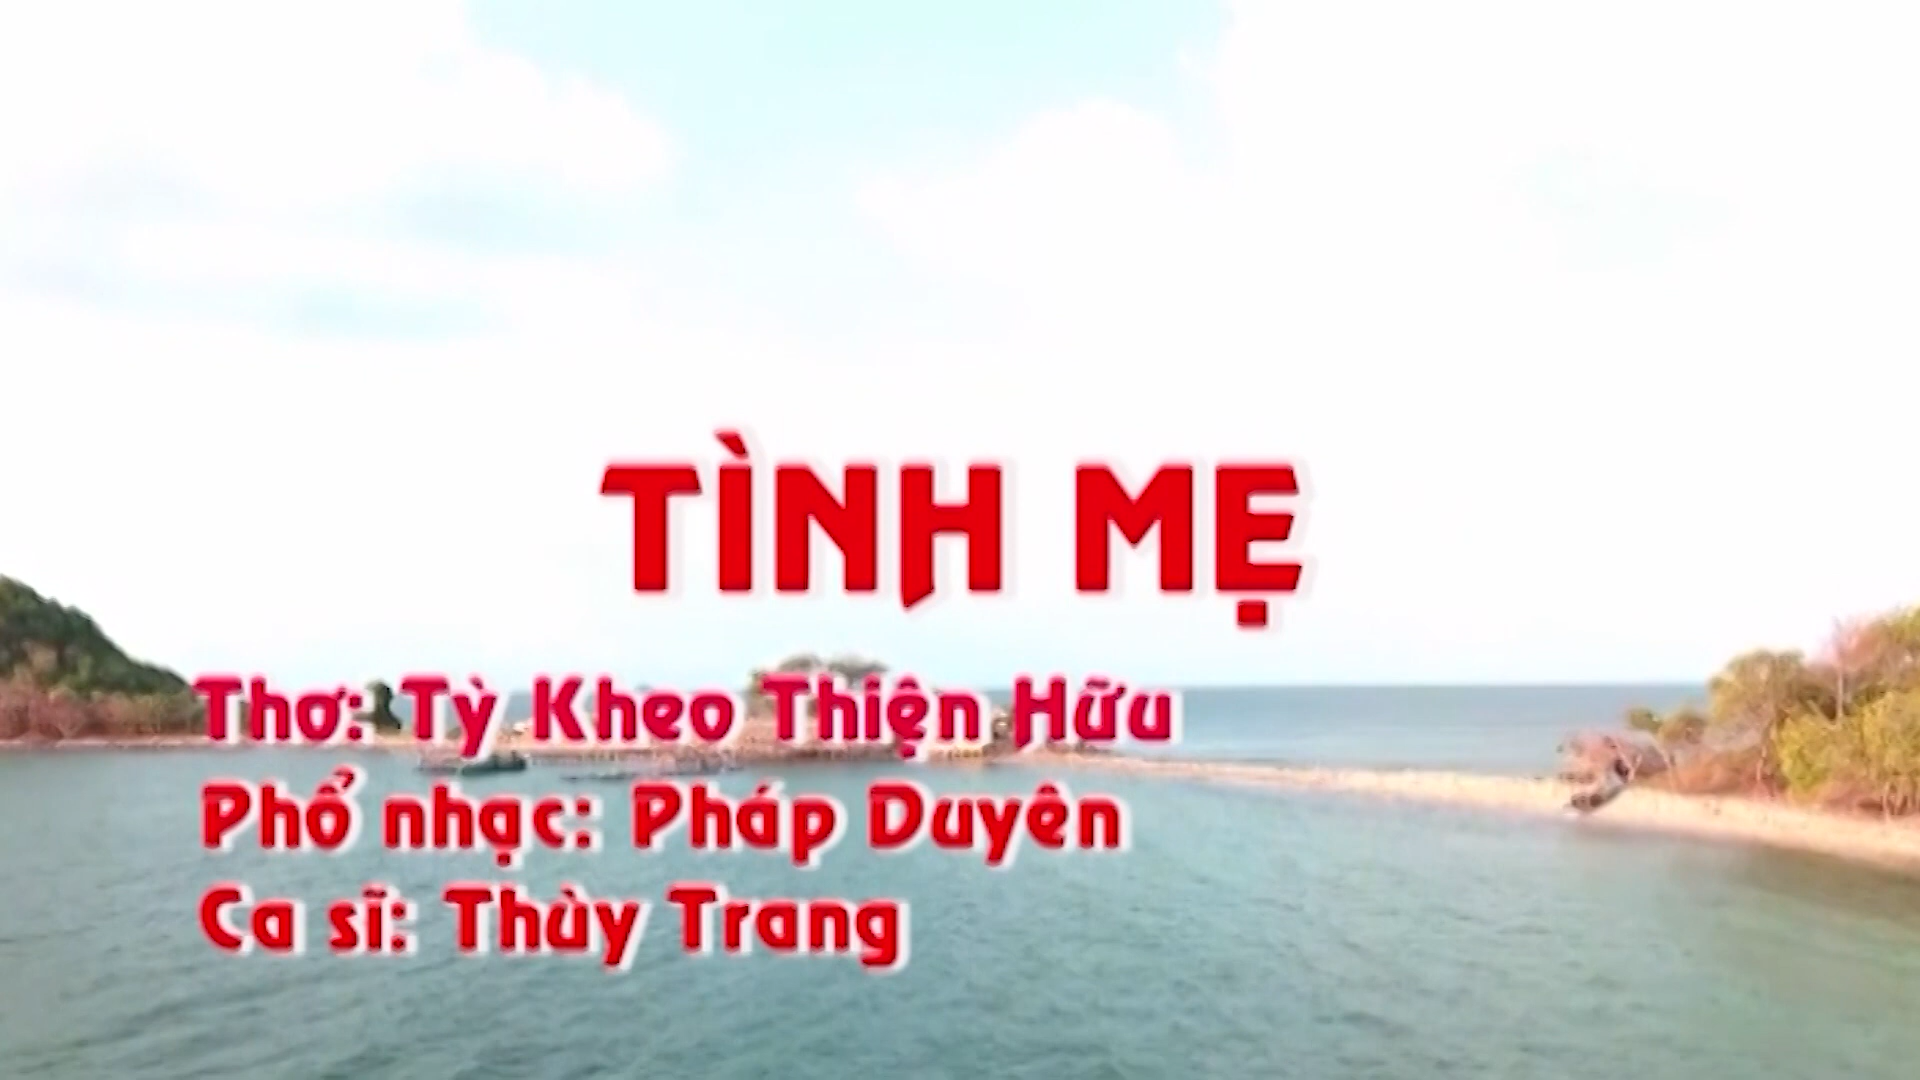 TÌNH MẸ
Thơ: Tỳ Kheo Thiện Hữu
Phổ nhạc: Pháp Duyên
Ca sĩ: Thùy Trang